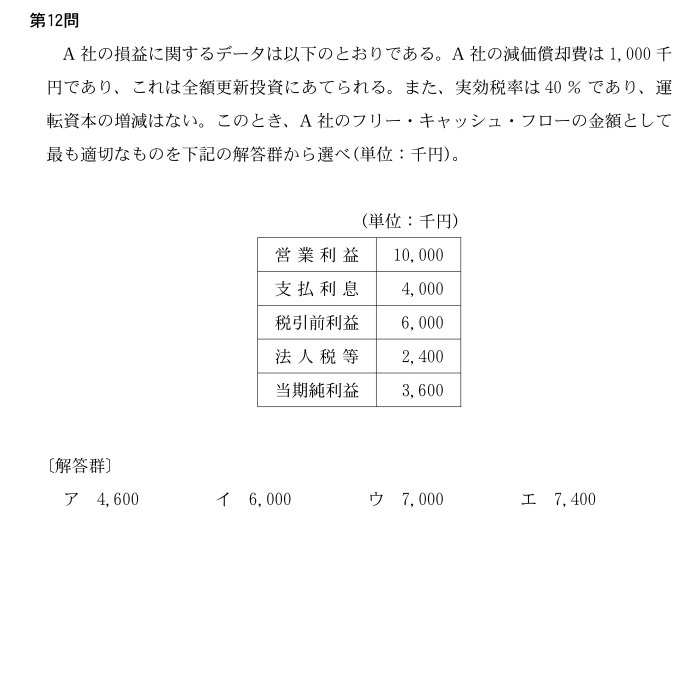 第12問
A 社の損益に関するデータは以下のとおりである。A 社の減価償却費は 1,000 千
円であり、これは全額更新投資にあてられる。また、実効税率は 40 % であり、運
転資本の増減はない。このとき、A 社のフリー・キャッシュ・フローの金額として
最も適切なものを下記の解答群から選べ(単位：千円)。
(単位：千円)
営業利益 10,000
支払利息 4,000
税引前利益 6,000
法人税等 2,400
当期純利益 3,600
〔解答群〕
ア 4,600 イ 6,000 ウ 7,000 エ 7,400